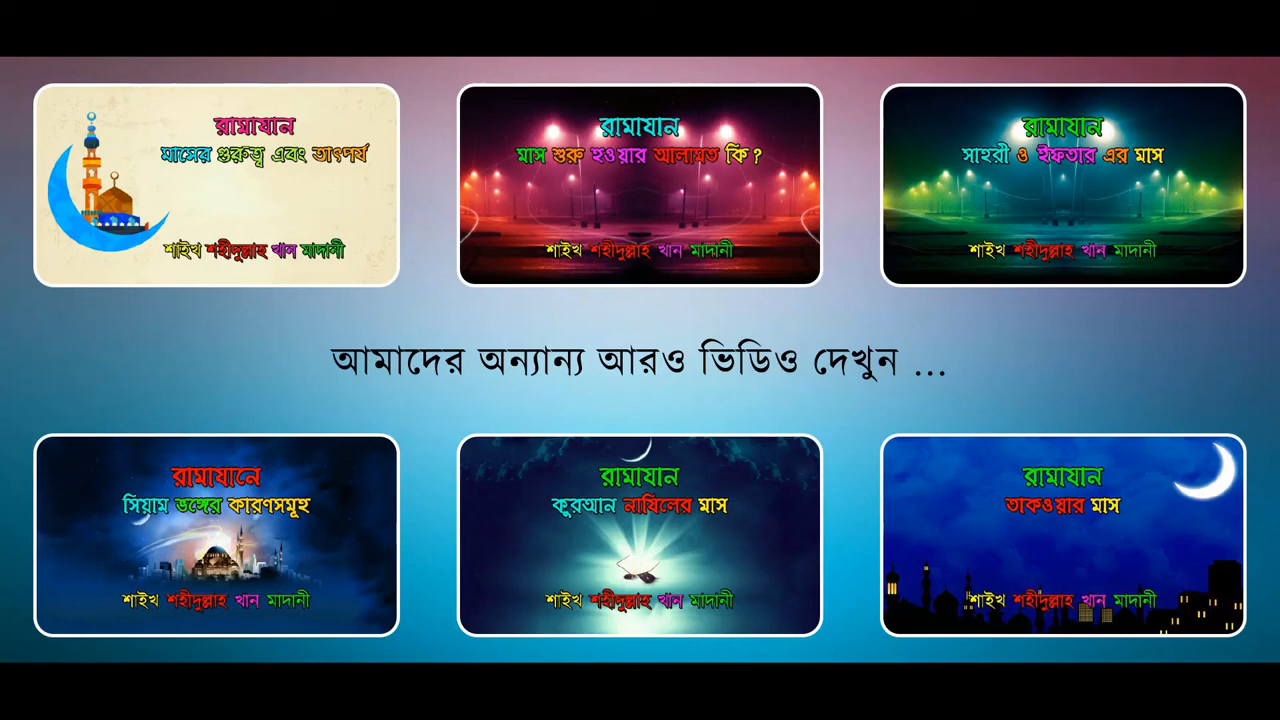 রামাযান
মাসের গুরুত্ব এবং তাৎপর্য
শাইখ শহীদুল্লাহ খান মাদানী
রামাযান
মাস শুরু হওয়ার আলামত কি ?
শাইখ শহীদুল্লাহ খান মাদানী
রামাযান
সাহরী ও ইফতার এর মাস
শাইখ শহীদুল্লাহ খান মাদানী
আমাদের অন্যান্য আরও ভিডিও দেখুন ...
রামাযানে
সিয়াম ভঙ্গের কারণসমূহ
শাইখ শহীদুল্লাহ খান মাদানী
রামাযান
কুরআন নাযিলের মাস
শাইখ শহীদুল্লাহ খান মাদানী
রামাযান
তাকওয়ার মাস
শাইখ শহীদুল্লাহ খান মাদানী